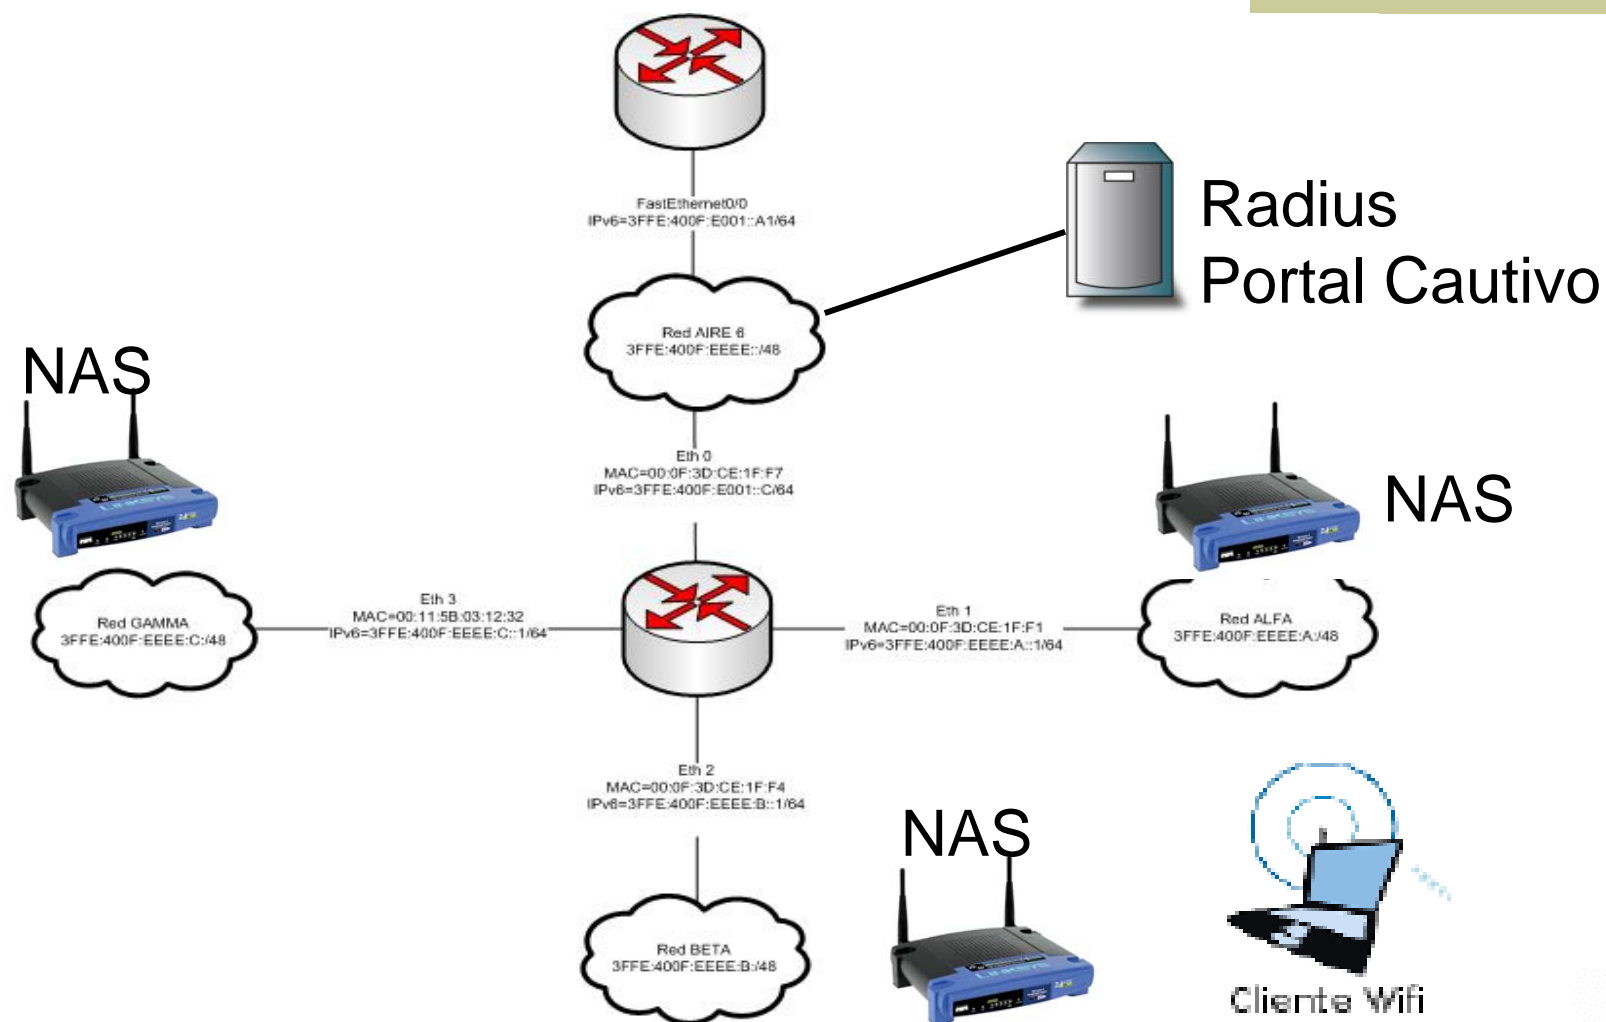 FastEthernet0/0
IPv6=3FFE:400F:E001::A1/64
Radius
Portal Cautivo
Red AIRE 6
3FFE:400F:EEEE::/48
NAS
Eth 0
MAC=00:0F:3D:CE:1F:F7
IPv6=3FFE:400F:E001::C/64
NAS
LINKSYS
LINKSYS
Red GAMMA
3FFE:400F:EEEE:C:/48
Eth 3
MAC=00:11:5B:03:12:32
IPv6=3FFE:400F:EEEE:C::1/64
Eth 1
MAC=00:0F:3D:CE:1F:F1
IPv6=3FFE:400F:EEEE:A::1/64
Red ALFA
3FFE:400F:EEEE:A:/48
Eth 2
MAC=00:0F:3D:CE:1F:F4
IPv6=3FFE:400F:EEEE:B::1/64
NAS
Red BETA
3FFE:400F:EEEE:B:/48
LINKSYS
Cliente Wifi